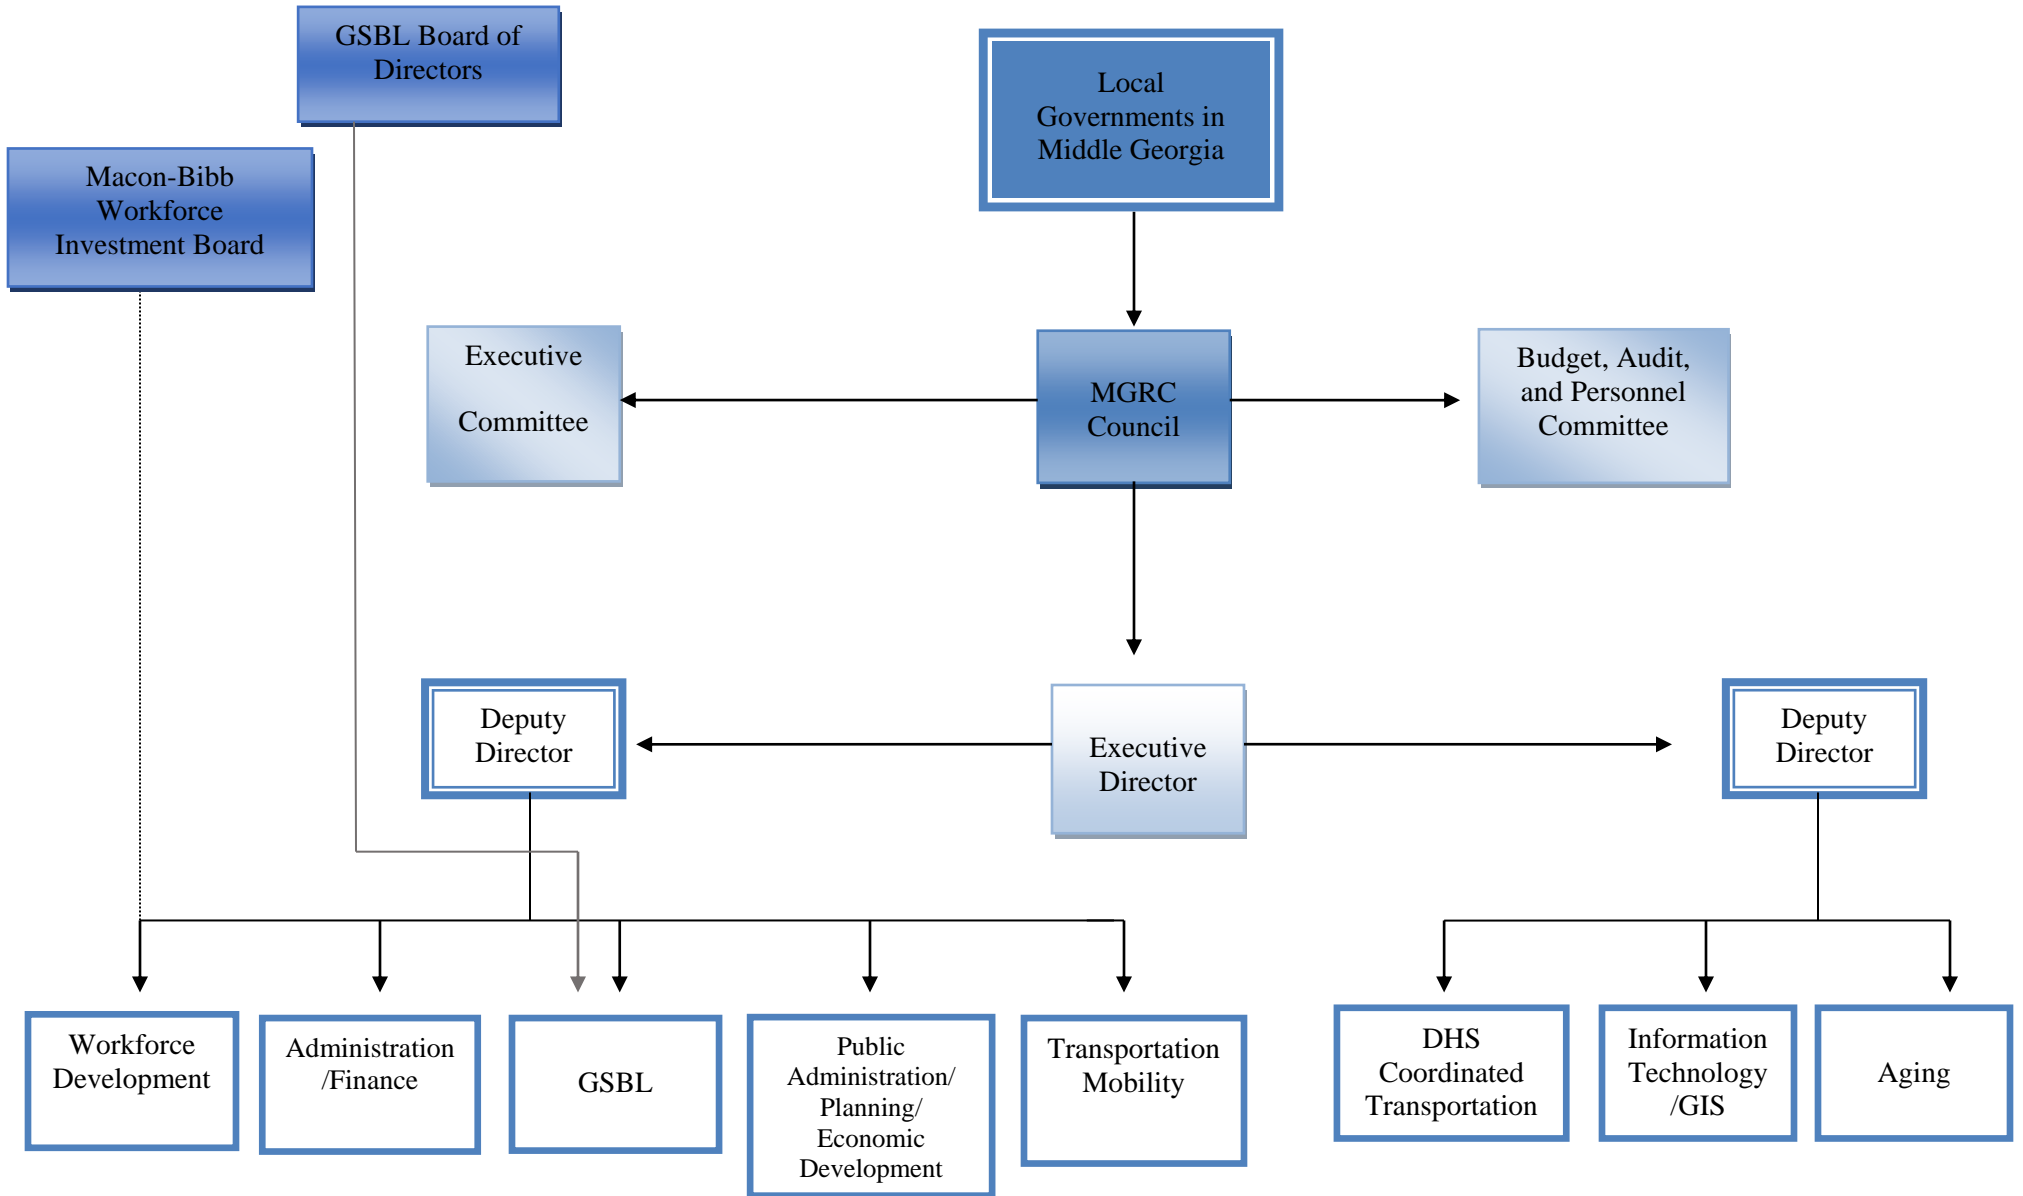 GSBL Board of
Directors
Local
Governments in
Middle Georgia
Macon-Bibb
Workforce
Investment Board
Executive
Committee
MGRC
Council
Budget, Audit,
and Personnel
Committee
Deputy
Director
Executive
Director
Deputy
Director
Workforce
Development
Administration
/Finance
GSBL
Public
Administration/
Planning/
Economic
Development
Transportation
Mobility
DHS
Coordinated
Transportation
Information
Technology
/GIS
Aging